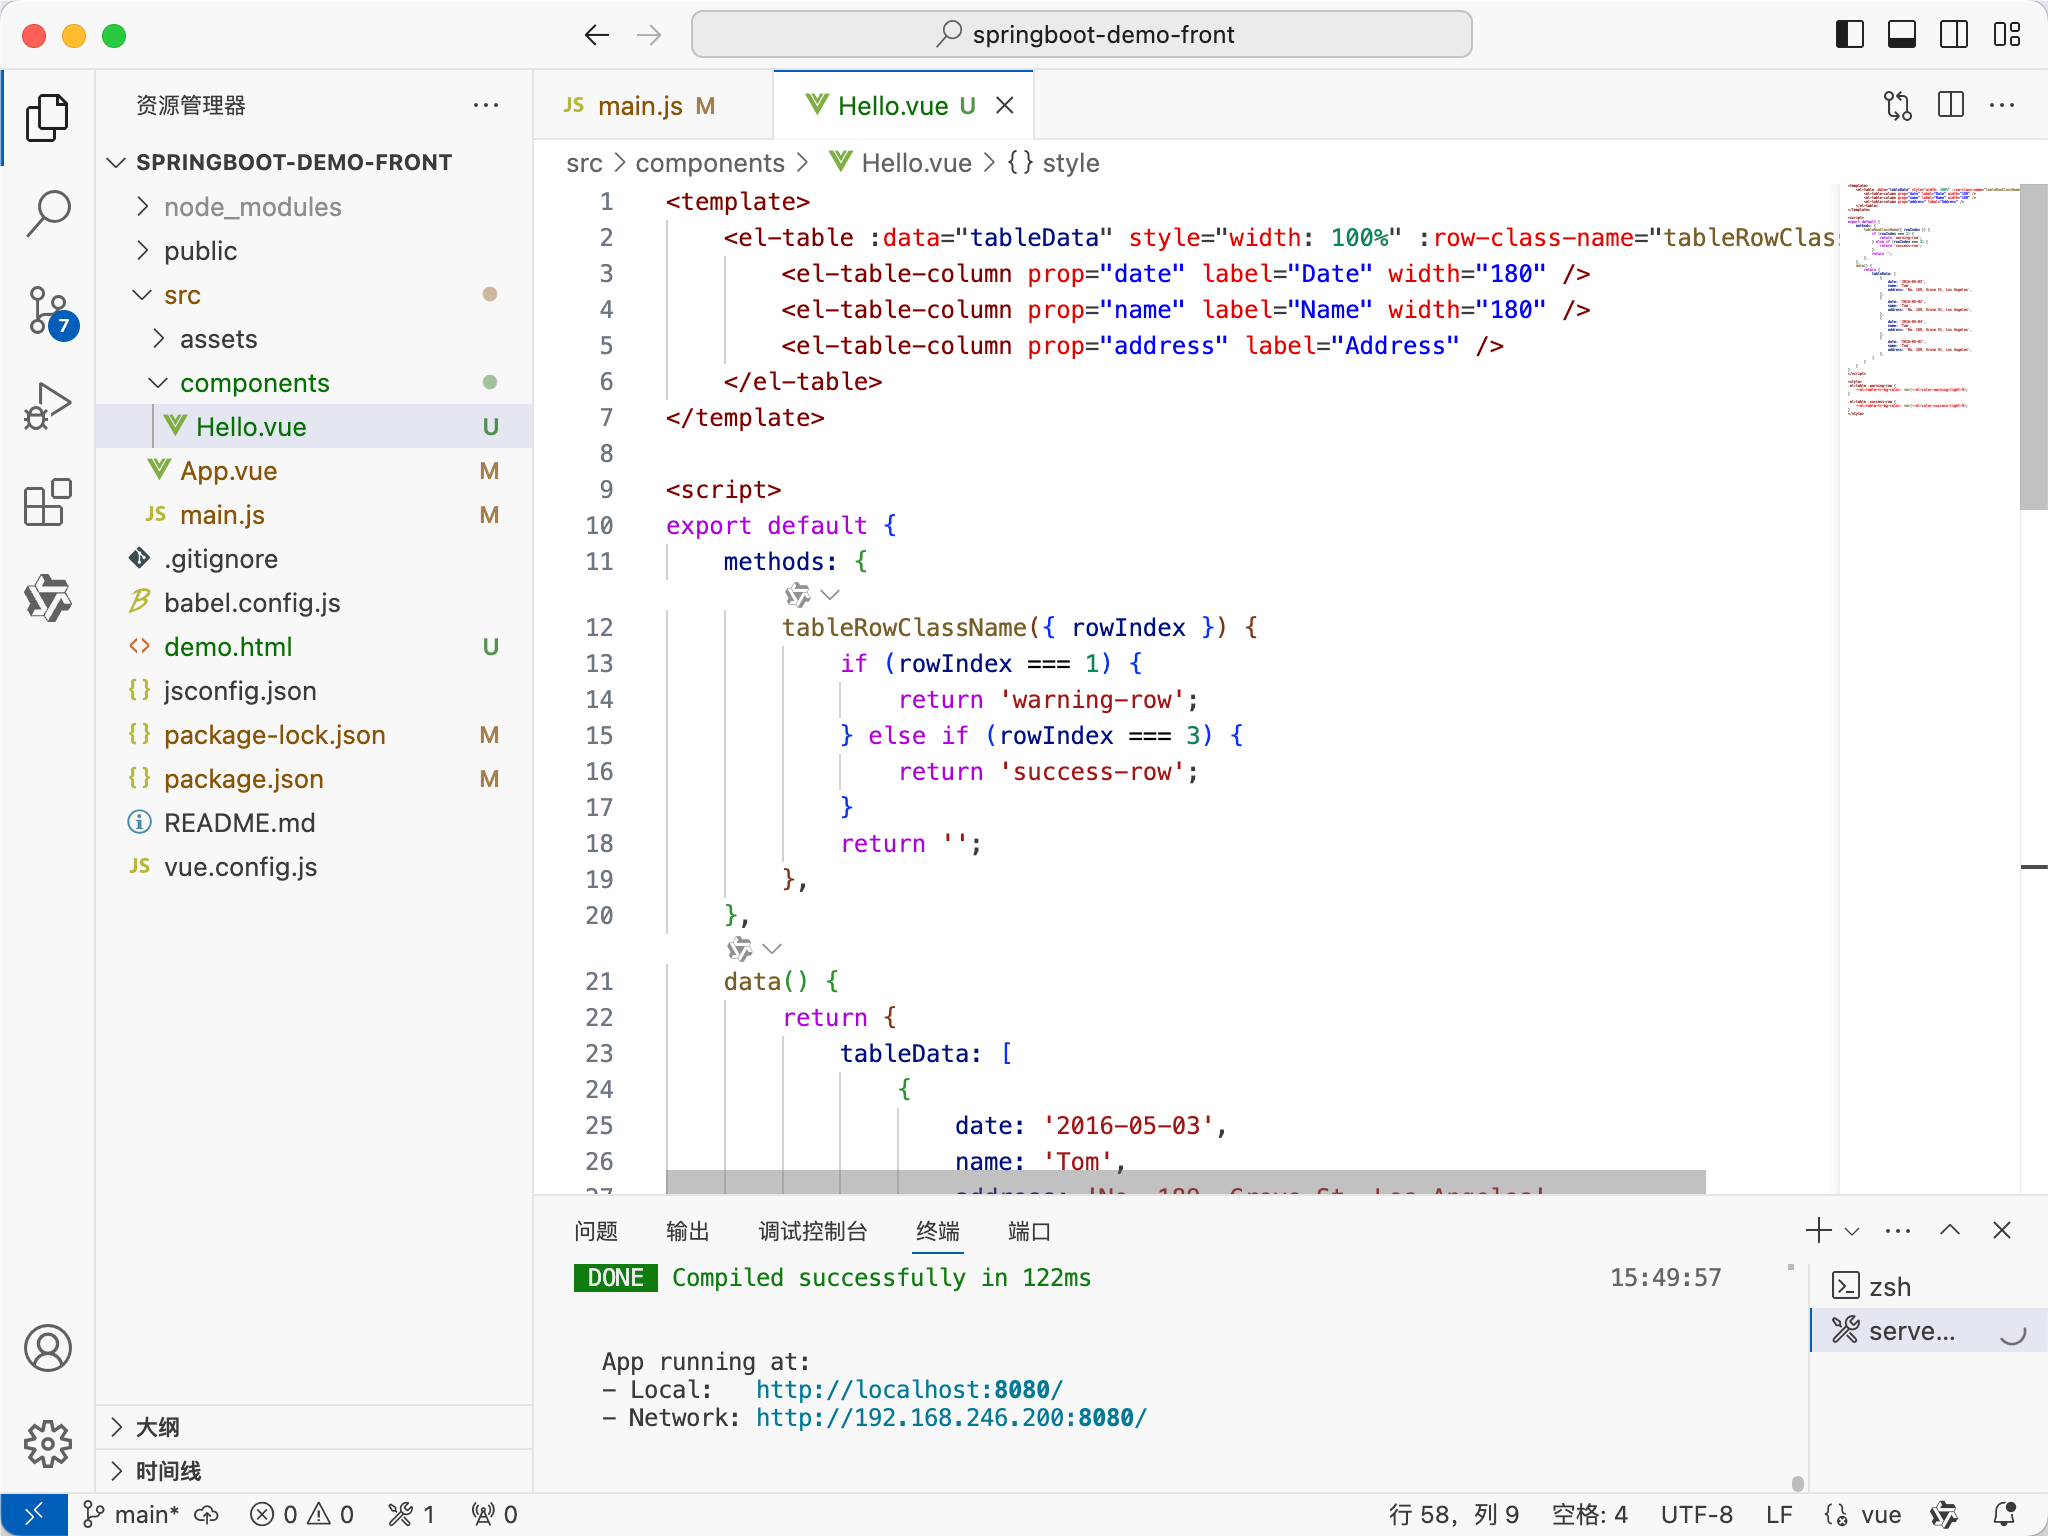 springboot-demo-front
资源管理器
SPRINGBOOT-DEMO-FRONT
node_modules
public
src
assets
components
Hello.vue U
App.vue M
JS main.js M
.gitignore
babel.config.js
demo.html U
jsconfig.json
package-lock.json M
package.json M
README.md
JS vue.config.js
大纲
时间线
7
JS main.js M
Hello.vue U
src > components > Hello.vue > {} style
1 <template>
2 <el-table :data="tableData" style="width: 100%" :row-class-name="tableRowClas
3 <el-table-column prop="date" label="Date" width="180" />
4 <el-table-column prop="name" label="Name" width="180" />
5 <el-table-column prop="address" label="Address" />
6 </el-table>
7 </template>
8
9 <script>
10 export default {
11 methods: {
12 tableRowClassName({ rowIndex }) {
13 if (rowIndex === 1) {
14 return 'warning-row';
15 } else if (rowIndex === 3) {
16 return 'success-row';
17 }
18 return '';
19 },
20 },
21 data() {
22 return {
23 tableData: [
24 {
25 date: '2016-05-03',
26 name: 'Tom',
27 address: 'No. 189, Grove St, Los Angeles'
问题 输出 调试控制台 终端 端口
DONE Compiled successfully in 122ms 15:49:57
App running at:
- Local: http://localhost:8080/
- Network: http://192.168.246.200:8080/
zsh
serve...
main* 0 0 1 0 行 58，列 9 空格: 4 UTF-8 LF vue